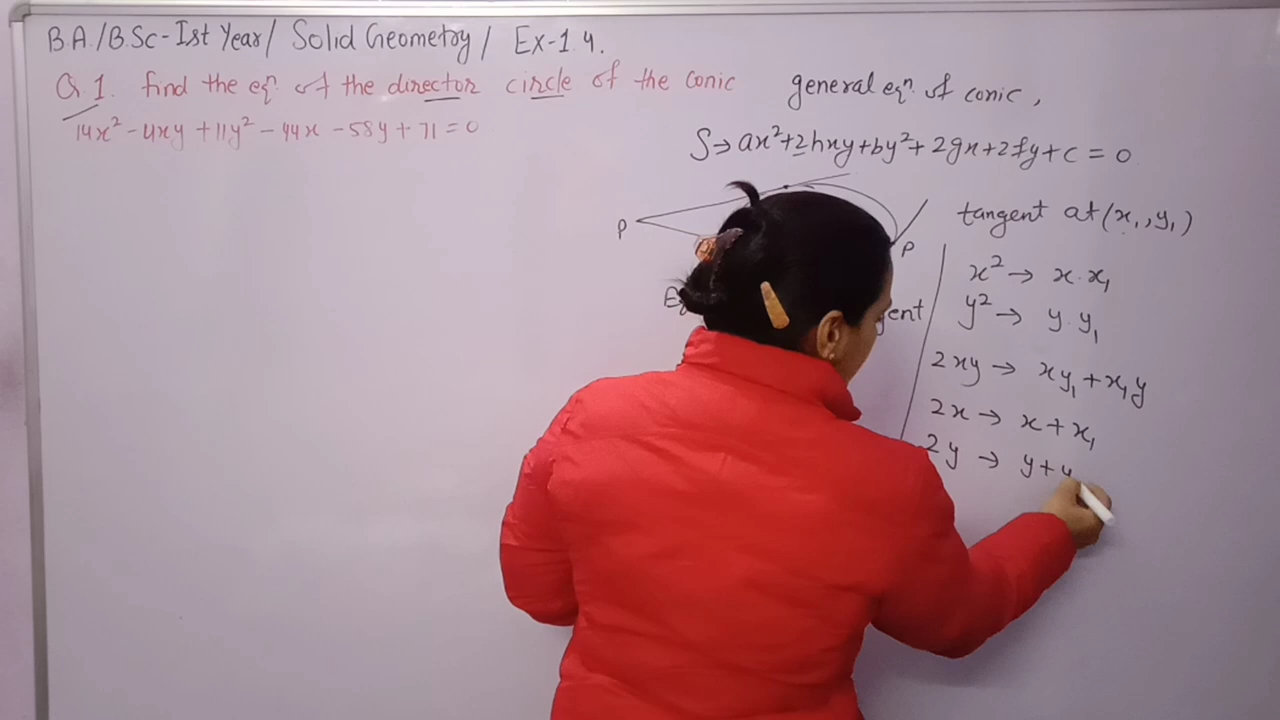 B.A./B.Sc-Ist Year/ Solid Geometry/ Ex-1.4.
Q.1. find the eqn. of the director circle of the conic
14x² - 4xy + 11y² - 44x - 58y + 71 = 0
general eqn. of conic,
S→ax²+2hxy+by²+2gx+2fy+c = 0
P
P
tangent at (x₁, y₁)
x² → x.x₁
y² → y.y₁
2xy → xy₁+x₁y
2x → x+x₁
2y → y+y